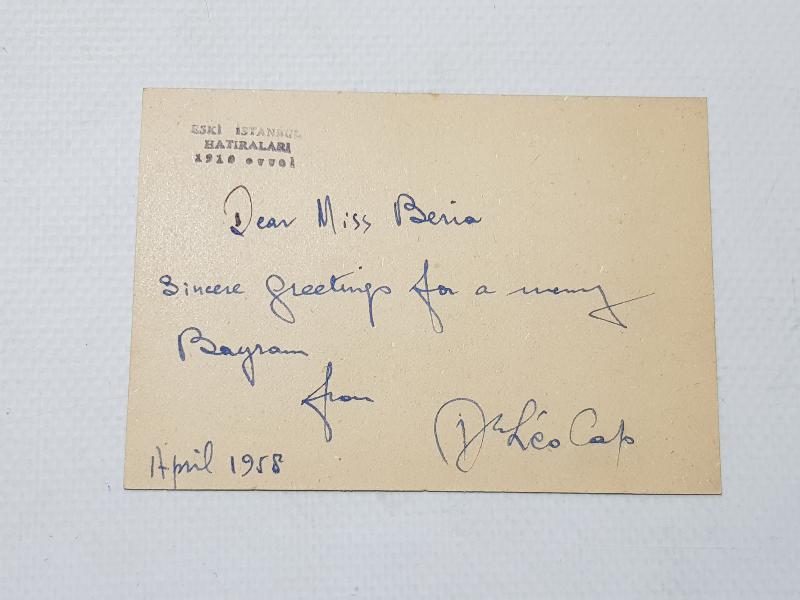 ESKİ İSTANBUL
HATIRALARI
1910 evvel
Dear Miss Beria
Sincere Greetings for a merry
Bayram
from
Dr Léo Cap
April 1958